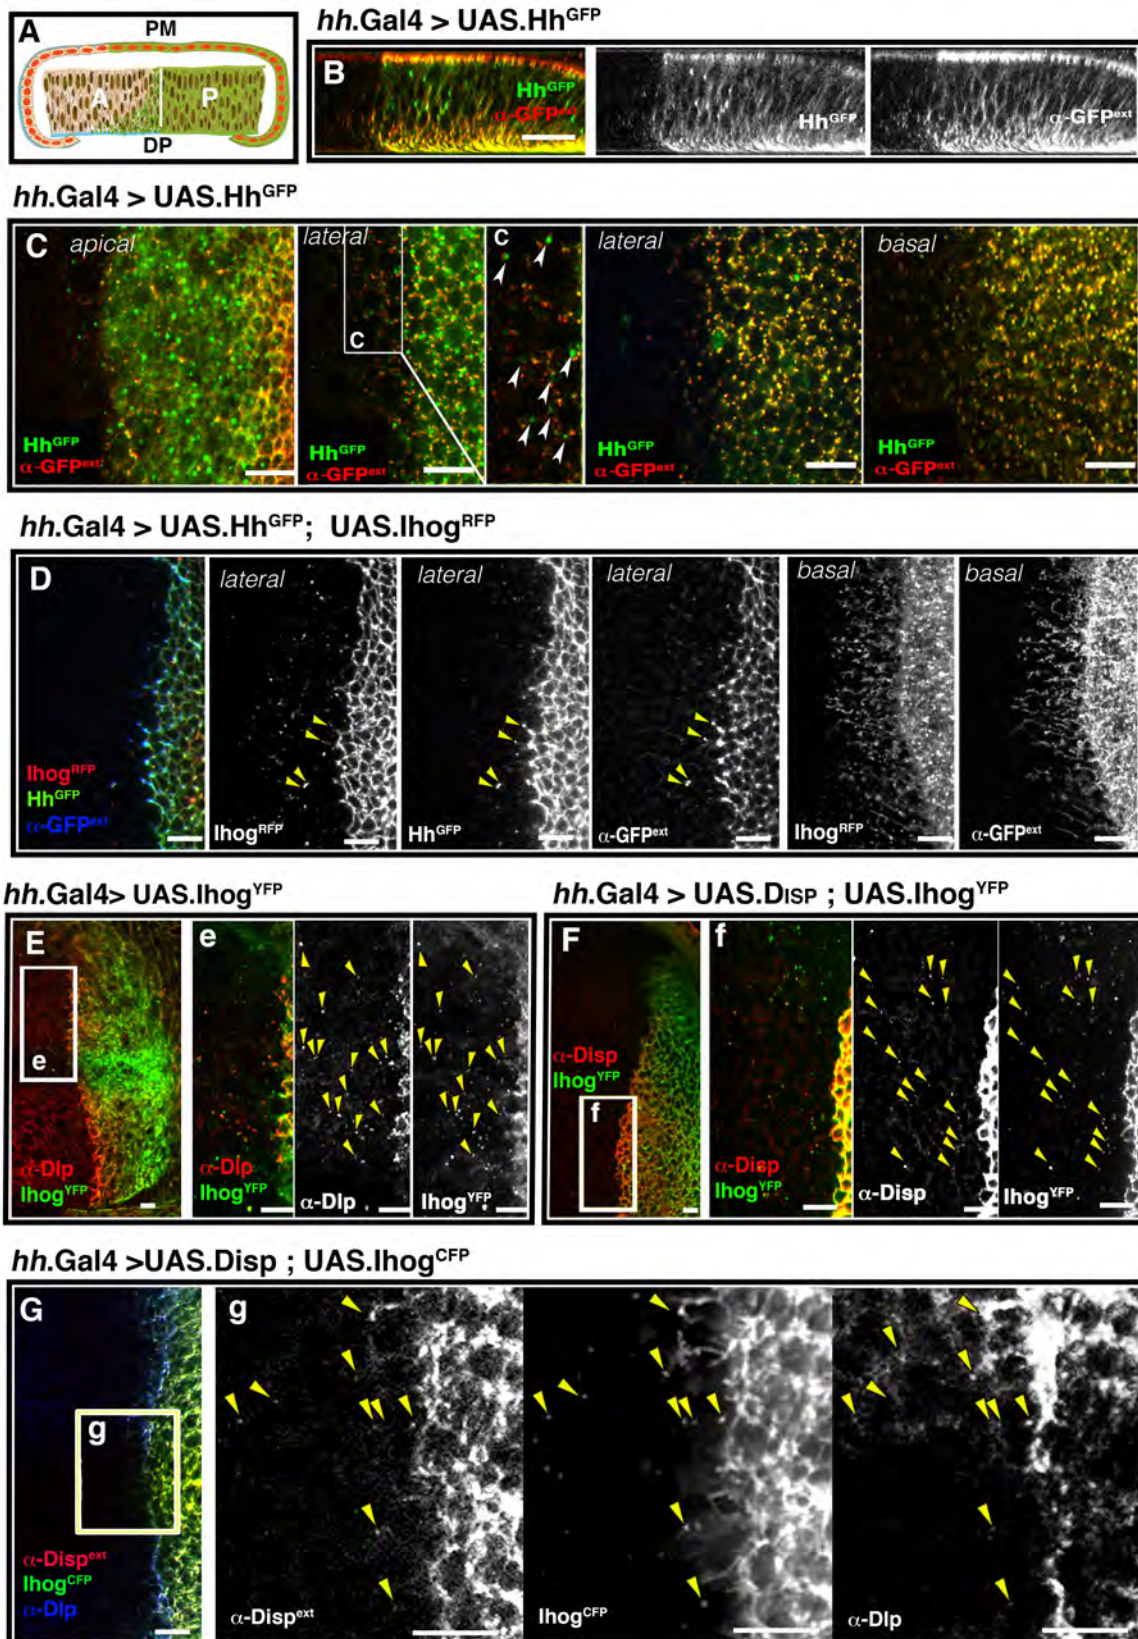 hh.Gal4 > UAS.Hh^GFP
A
PM
A
P
DP
B
Hh^GFP
α-GFP^ext
Hh^GFP
α-GFP^ext
hh.Gal4 > UAS.Hh^GFP
C
apical
Hh^GFP
α-GFP^ext
lateral
C
Hh^GFP
α-GFP^ext
C
lateral
Hh^GFP
α-GFP^ext
basal
Hh^GFP
α-GFP^ext
hh.Gal4 > UAS.Hh^GFP; UAS.Ihog^RFP
D
Ihog^RFP
Hh^GFP
α-GFP^ext
lateral
Ihog^RFP
lateral
Hh^GFP
lateral
α-GFP^ext
basal
Ihog^RFP
basal
α-GFP^ext
hh.Gal4> UAS.Ihog^YFP
E
e
α-Dlp
Ihog^YFP
e
α-Dlp
Ihog^YFP
α-Dlp
Ihog^YFP
hh.Gal4 > UAS.DISP ; UAS.Ihog^YFP
F
α-Disp
Ihog^YFP
f
f
α-Disp
Ihog^YFP
α-Disp
Ihog^YFP
hh.Gal4 >UAS.Disp ; UAS.Ihog^CFP
G
g
α-Disp^ext
Ihog^CFP
α-Dlp
g
α-Disp^ext
Ihog^CFP
α-Dlp